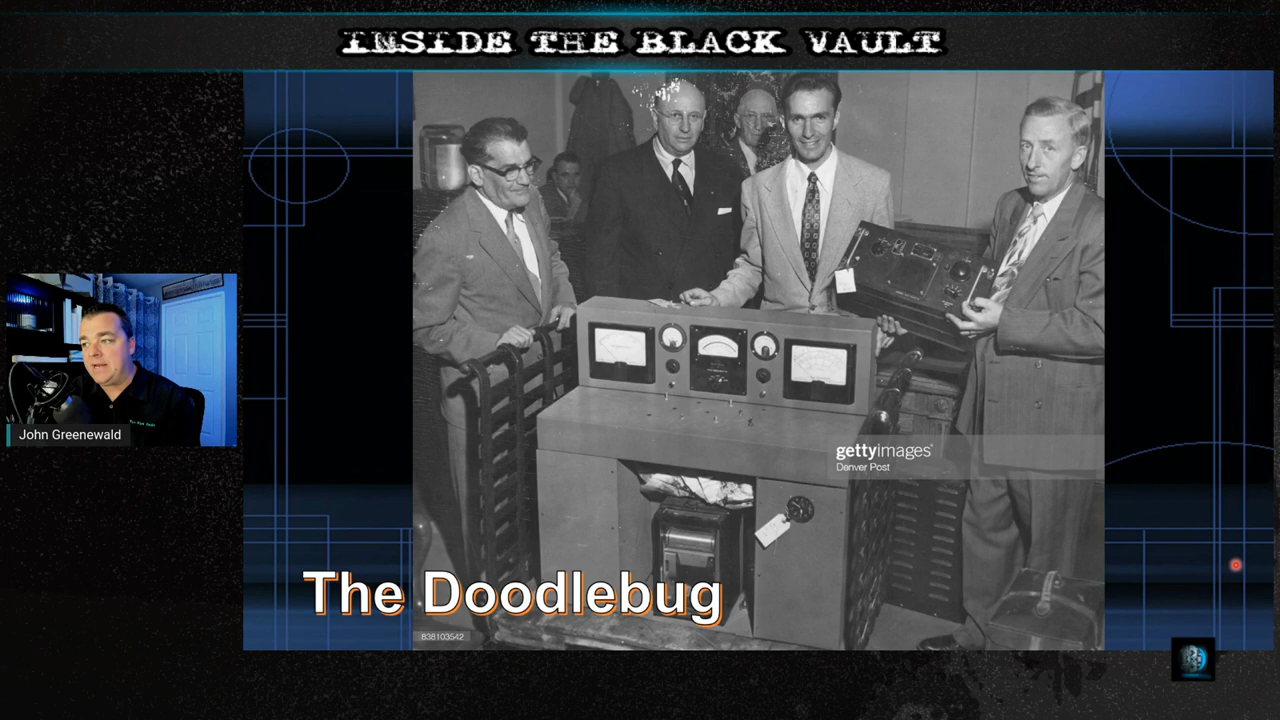 INSIDE THE BLACK VAULT
John Greenewald
gettyimages
Denver Post
The Doodlebug
838103542